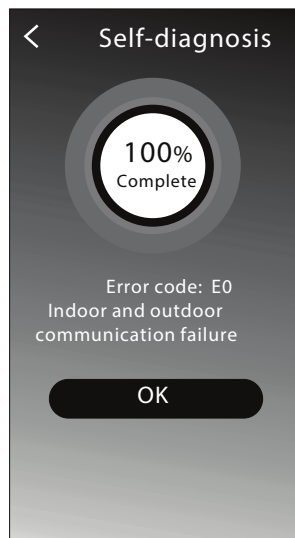 Self-diagnosis
100%
Complete
Error code: E0
Indoor and outdoor
communication failure
OK